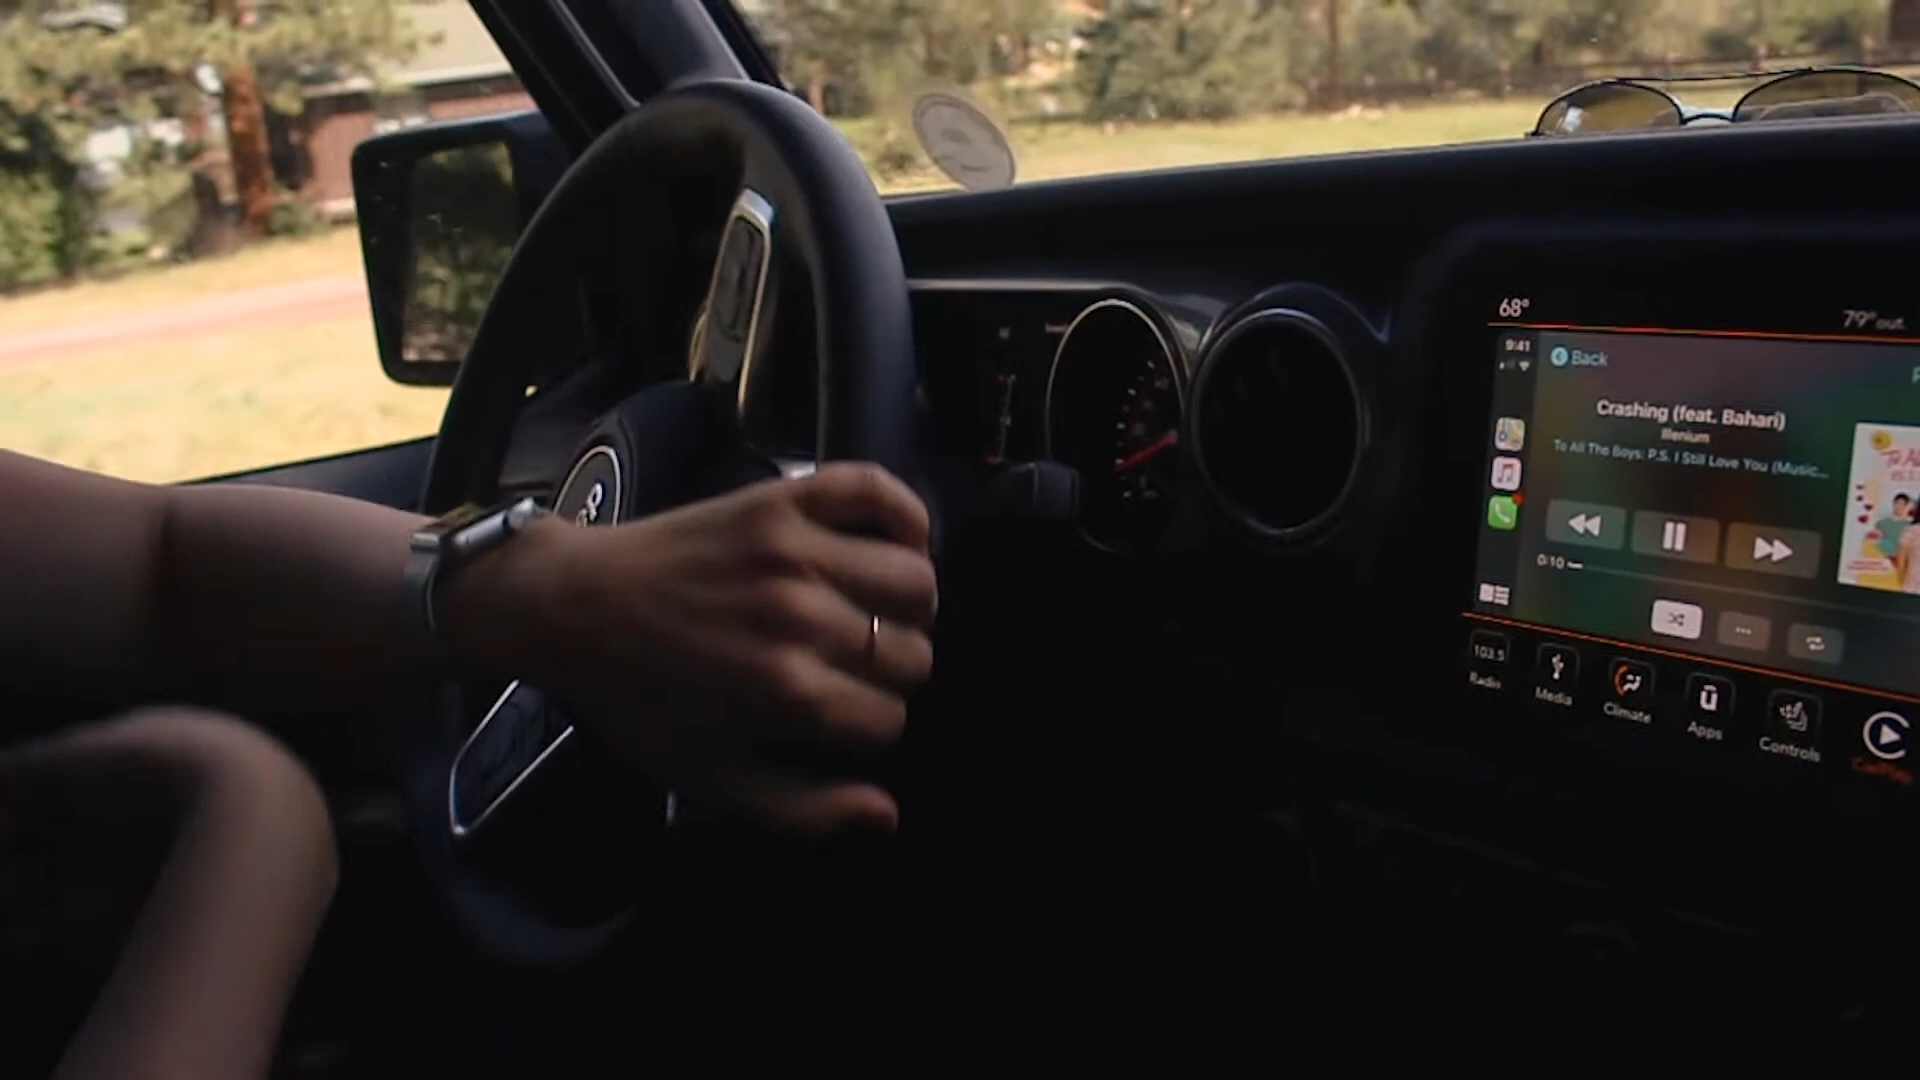 68°
79° out
9:41
Back
Crashing (feat. Bahari)
Illenium
To All The Boys: P.S. I Still Love You (Music...
0:10
103.5
Radio
Media
Climate
Apps
Controls
CarPlay